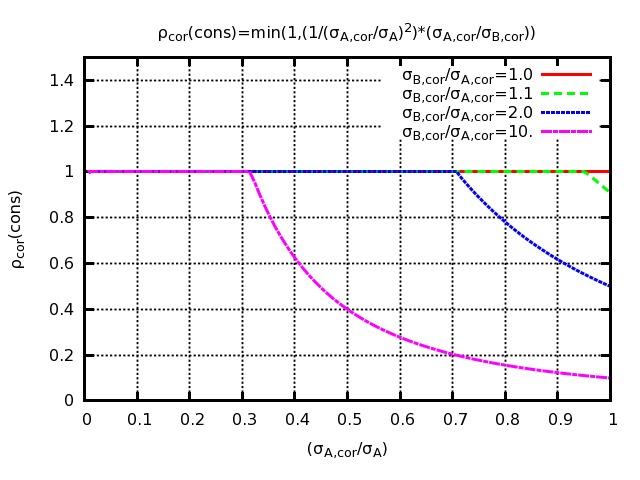 ρcor(cons)=min(1,(1/(σA,cor/σA)2)*(σA,cor/σB,cor))
σB,cor/σA,cor=1.0
σB,cor/σA,cor=1.1
σB,cor/σA,cor=2.0
σB,cor/σA,cor=10.
1.4
1.2
1
0.8
0.6
0.4
0.2
0
ρcor(cons)
0 0.1 0.2 0.3 0.4 0.5 0.6 0.7 0.8 0.9 1
(σA,cor/σA)